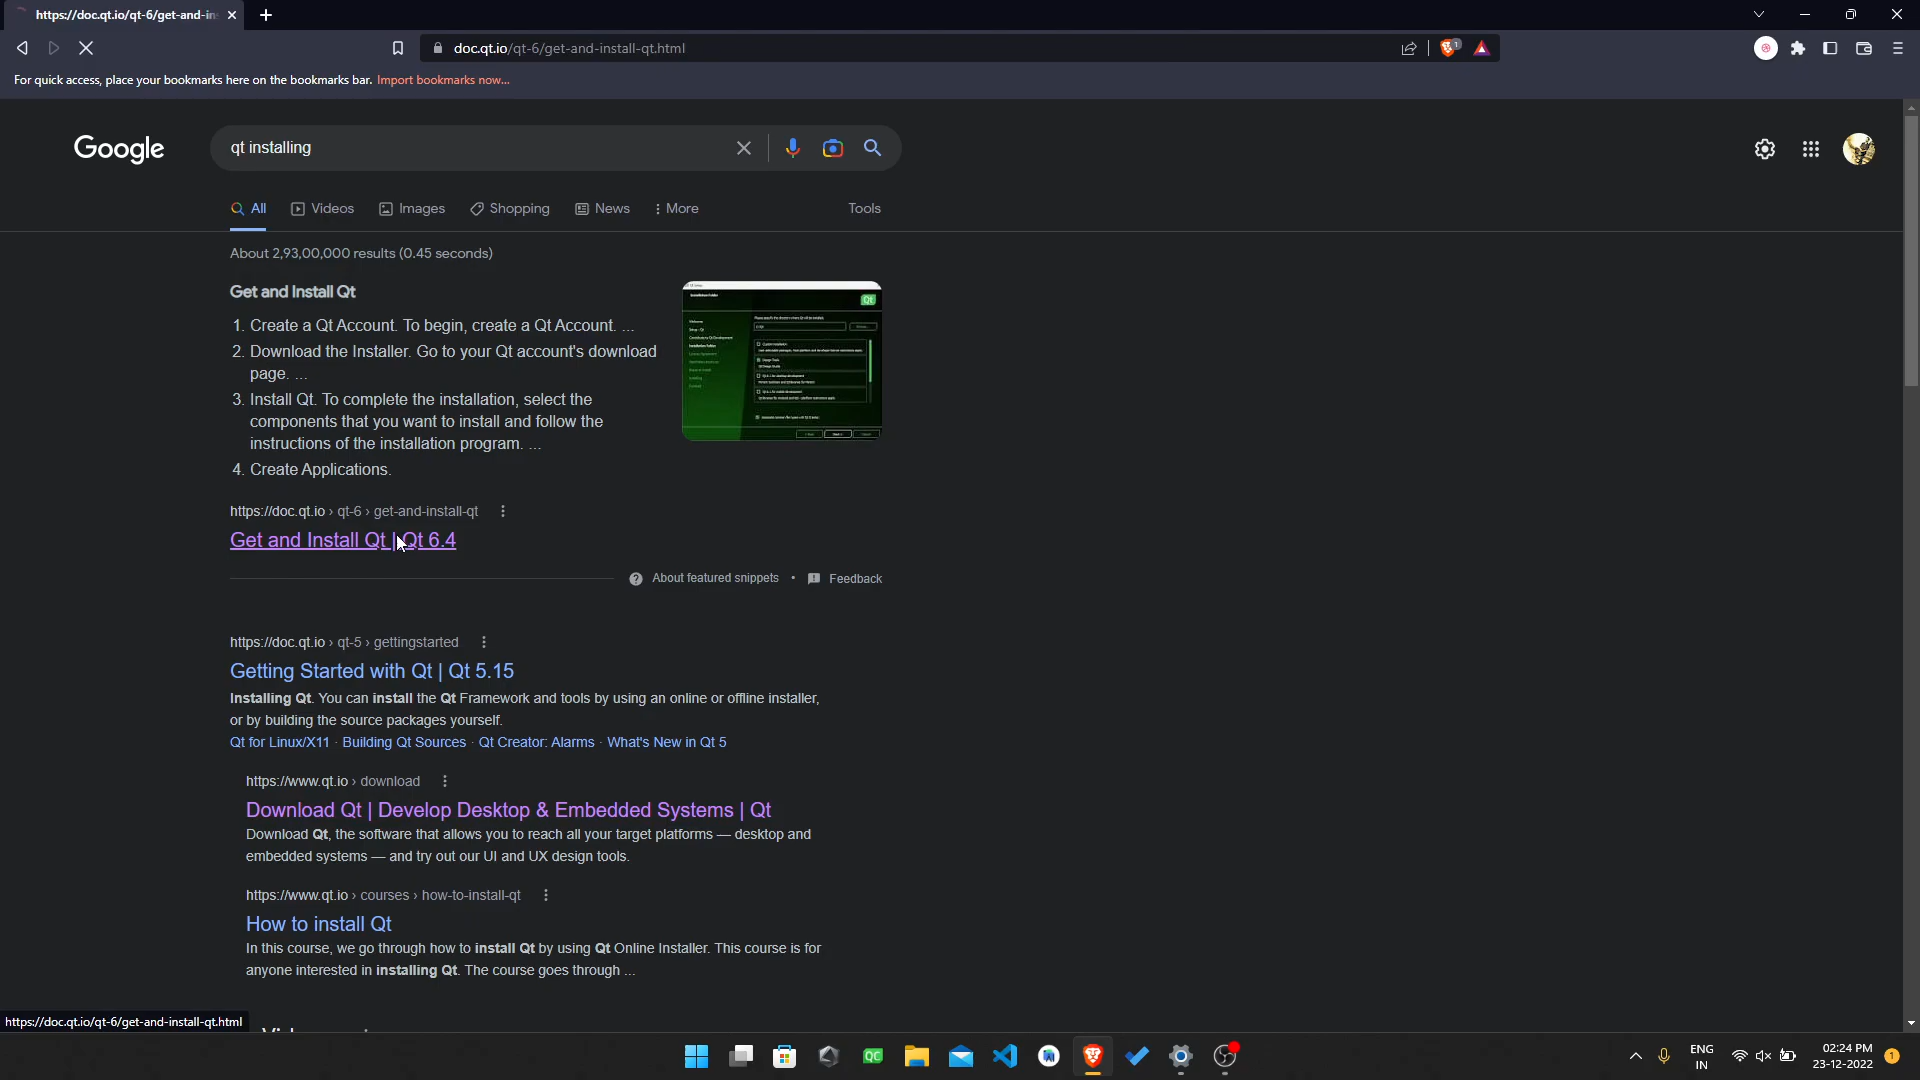 https://doc.qt.io/qt-6/get-and-in
doc.qt.io/qt-6/get-and-install-qt.html
1
For quick access, place your bookmarks here on the bookmarks bar. Import bookmarks now...
Google
qt installing
All
Videos
Images
Shopping
News
More
Tools
About 2,93,00,000 results (0.45 seconds)
Get and Install Qt
1. Create a Qt Account. To begin, create a Qt Account. ...
2. Download the Installer. Go to your Qt account's download
page. ...
3. Install Qt. To complete the installation, select the
components that you want to install and follow the
instructions of the installation program. ...
4. Create Applications.
Qt
https://doc.qt.io › qt-6 › get-and-install-qt
Get and Install Qt | Qt 6.4
About featured snippets • Feedback
https://doc.qt.io › qt-5 › gettingstarted
Getting Started with Qt | Qt 5.15
Installing Qt. You can install the Qt Framework and tools by using an online or offline installer,
or by building the source packages yourself.
Qt for Linux/X11 · Building Qt Sources · Qt Creator: Alarms · What's New in Qt 5
https://www.qt.io › download
Download Qt | Develop Desktop & Embedded Systems | Qt
Download Qt, the software that allows you to reach all your target platforms — desktop and
embedded systems — and try out our UI and UX design tools.
https://www.qt.io › courses › how-to-install-qt
How to install Qt
In this course, we go through how to install Qt by using Qt Online Installer. This course is for
anyone interested in installing Qt. The course goes through ...
https://doc.qt.io/qt-6/get-and-install-qt.html
QC
ENG
IN
02:24 PM
23-12-2022
1